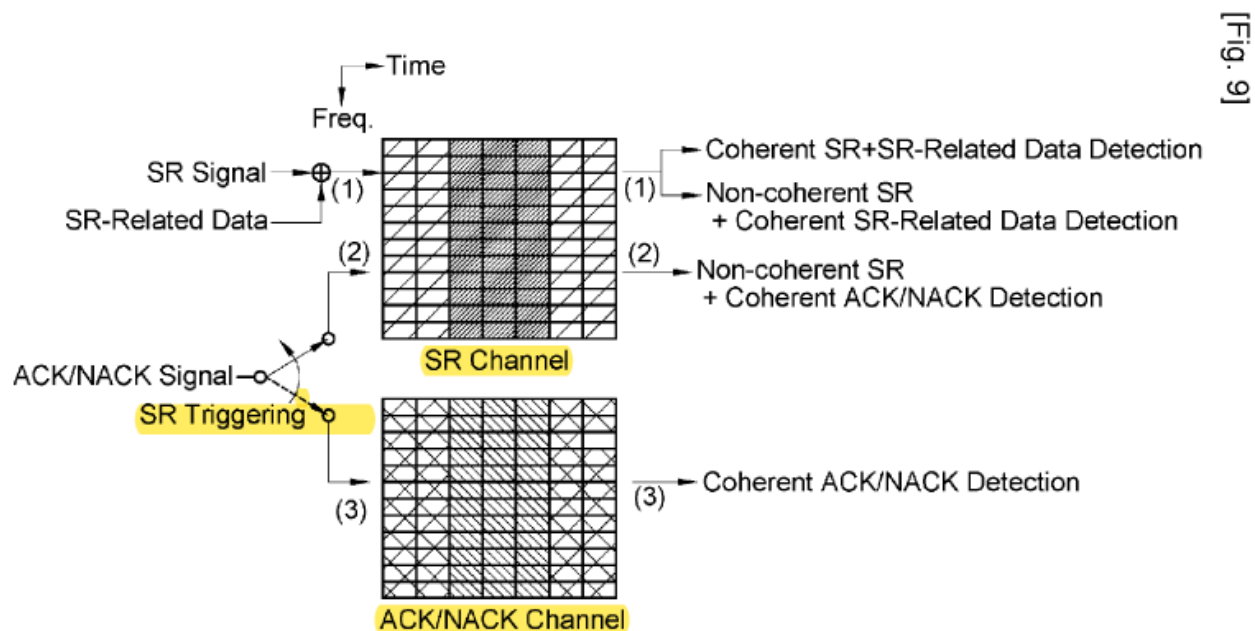 [Fig. 9]
Time
Freq.
SR Signal
(1)
SR-Related Data
(2)
(1)
Coherent SR+SR-Related Data Detection
Non-coherent SR
+ Coherent SR-Related Data Detection
(2)
Non-coherent SR
+ Coherent ACK/NACK Detection
SR Channel
ACK/NACK Signal
SR Triggering
(3)
(3)
Coherent ACK/NACK Detection
ACK/NACK Channel